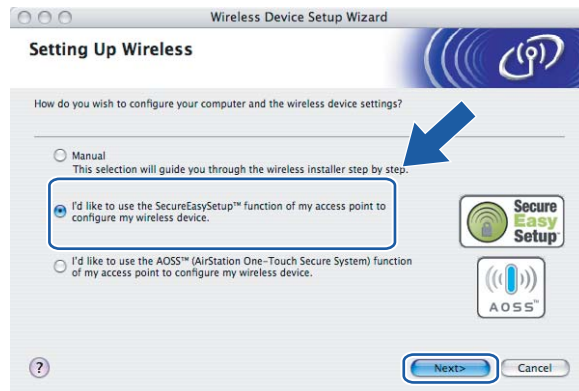 Wireless Device Setup Wizard
Setting Up Wireless
How do you wish to configure your computer and the wireless device settings?
Manual
This selection will guide you through the wireless installer step by step.
I'd like to use the SecureEasySetup™ function of my access point to
configure my wireless device.
I'd like to use the AOSS™ (AirStation One-Touch Secure System) function
of my access point to configure my wireless device.
Secure
Easy
Setup
AOSS™
?
Next>
Cancel